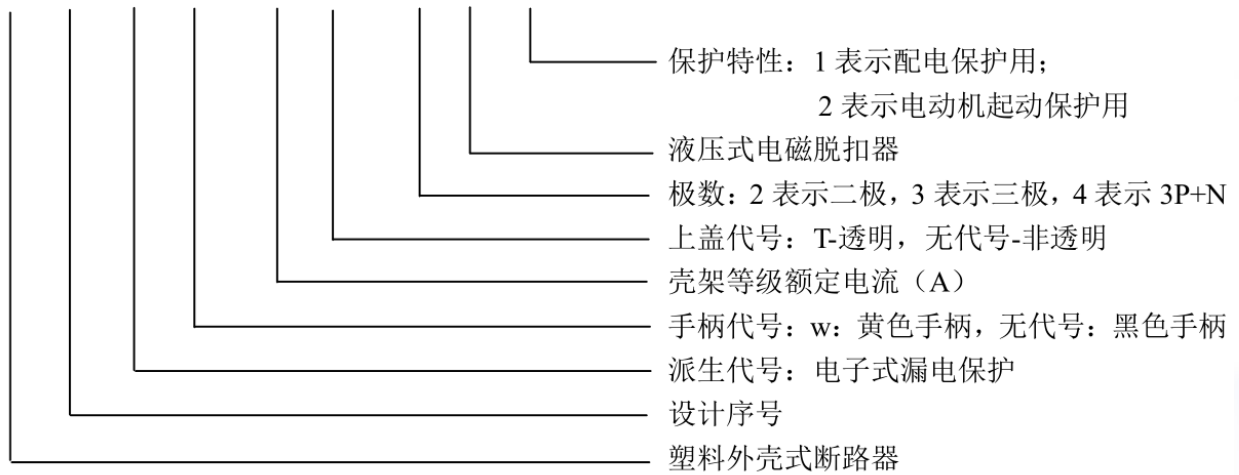 保护特性：1 表示配电保护用；
2 表示电动机起动保护用
液压式电磁脱扣器
极数：2 表示二极，3 表示三极，4 表示 3P+N
上盖代号：T-透明，无代号-非透明
壳架等级额定电流（A）
手柄代号：w：黄色手柄，无代号：黑色手柄
派生代号：电子式漏电保护
设计序号
塑料外壳式断路器